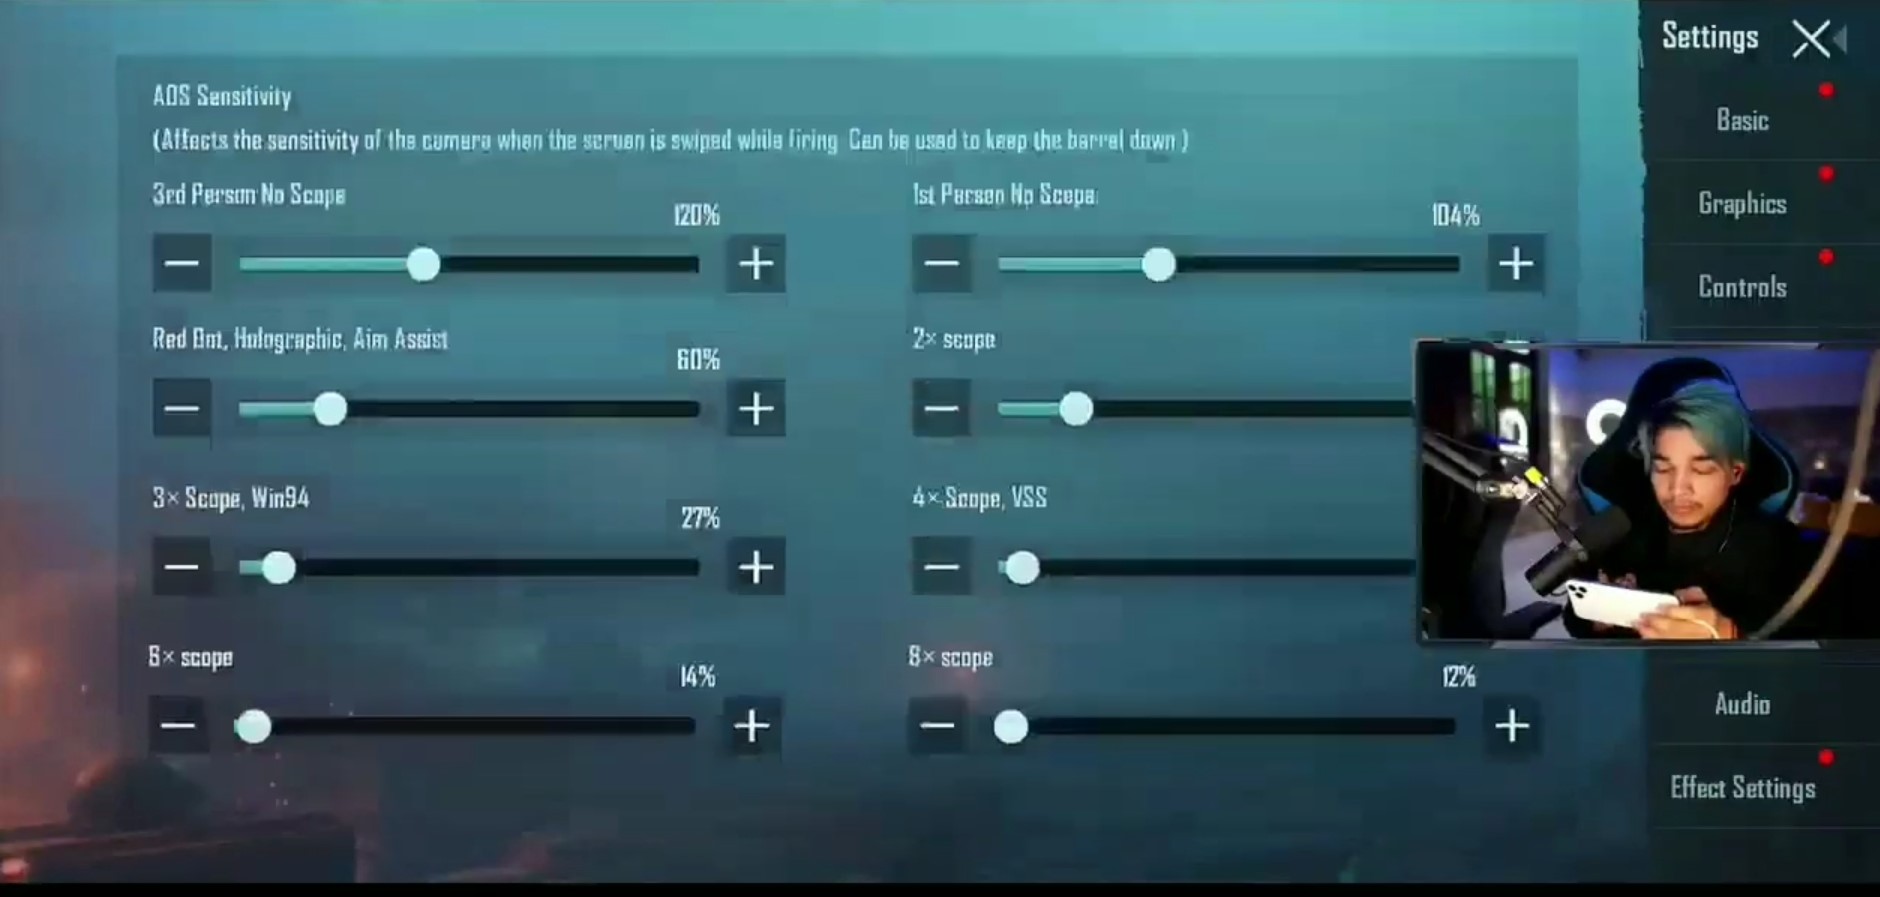 Settings
ADS Sensitivity
(Affects the sensitivity of the camera when the screen is swiped while firing. Can be used to keep the barrel down.)
3rd Person No Scope
120%
1st Person No Scope
104%
Red Dot, Holographic, Aim Assist
60%
2× scope
3× Scope, Win94
27%
4× Scope, VSS
6× scope
14%
8× scope
12%
Basic
Graphics
Controls
Audio
Effect Settings